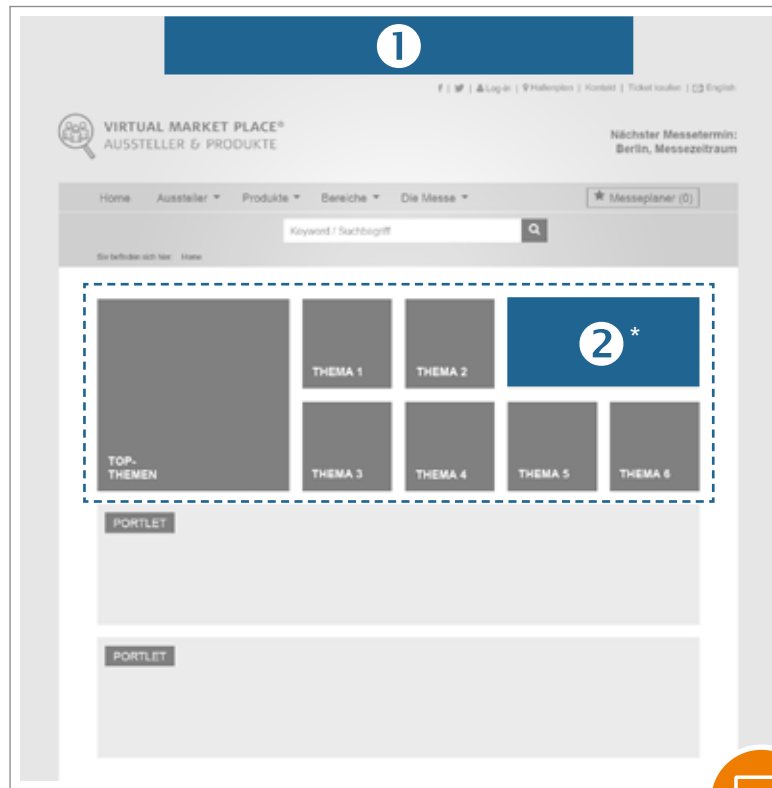 1
f | | Log-in | Hallenplan | Kontakt | Ticket kaufen | English
VIRTUAL MARKET PLACE®
AUSSTELLER & PRODUKTE
Nächster Messetermin:
Berlin, Messezeitraum
Home Aussteller Produkte Bereiche Die Messe ★ Messeplaner (0)
Keyword / Suchbegriff
Sie befinden sich hier: Home
2*
THEMA 1 THEMA 2
TOP-
THEMEN THEMA 3 THEMA 4 THEMA 5 THEMA 6
PORTLET
PORTLET